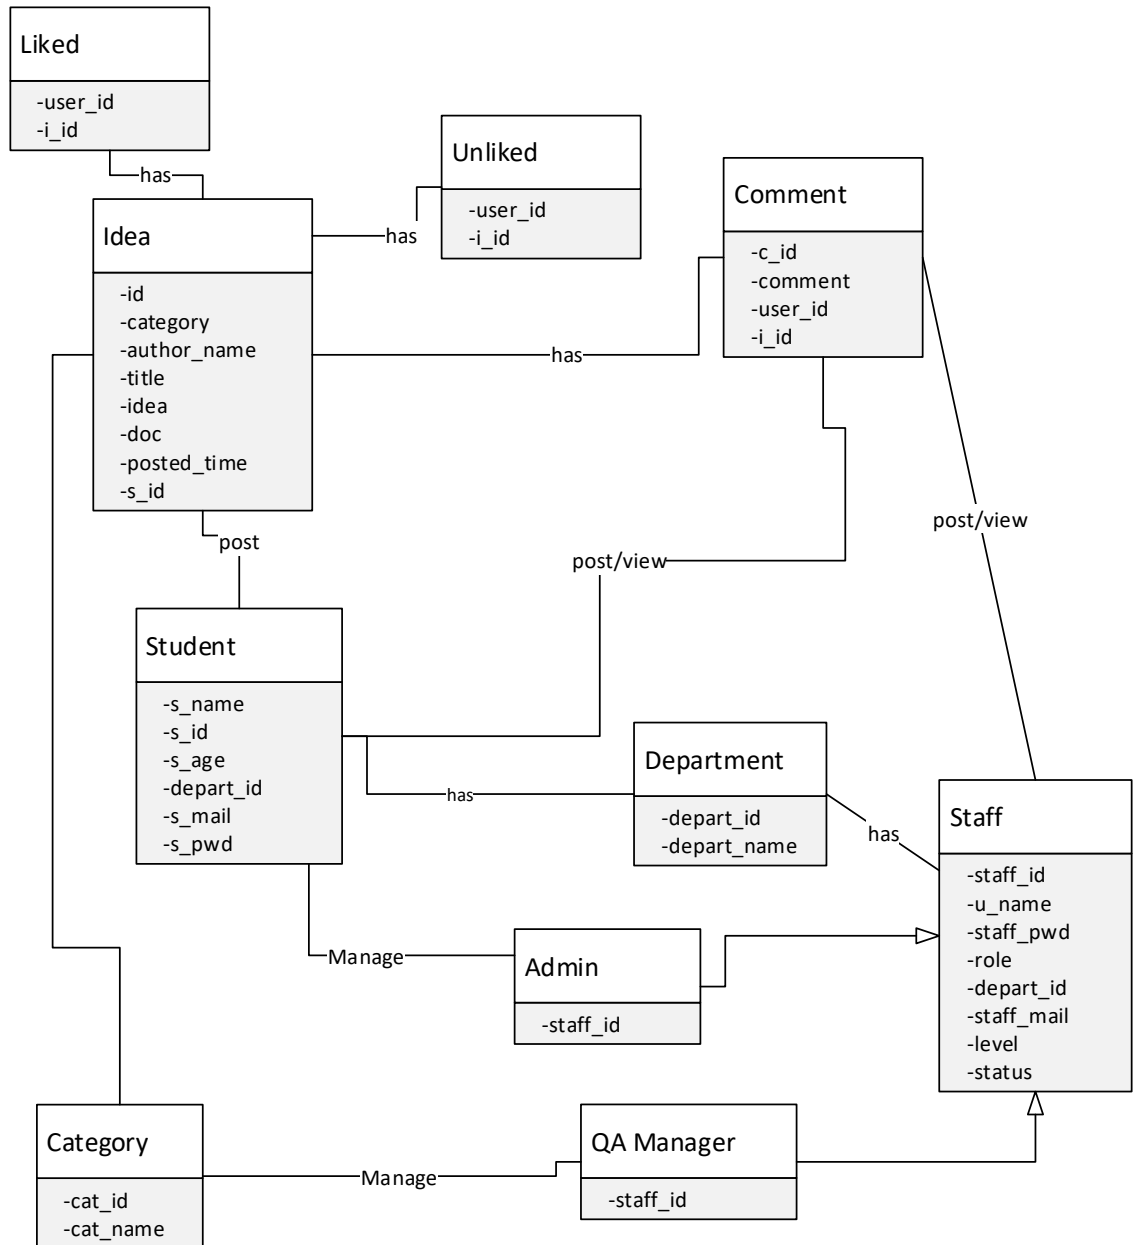 Liked
-user_id
-i_id
has
Unliked
-user_id
-i_id
has
Comment
-c_id
-comment
-user_id
-i_id
Idea
-id
-category
-author_name
-title
-idea
-doc
-posted_time
-s_id
has
post
post/view
post/view
Student
-s_name
-s_id
-s_age
-depart_id
-s_mail
-s_pwd
has
Department
-depart_id
-depart_name
has
Staff
-staff_id
-u_name
-staff_pwd
-role
-depart_id
-staff_mail
-level
-status
Manage
Admin
-staff_id
Category
-cat_id
-cat_name
Manage
QA Manager
-staff_id